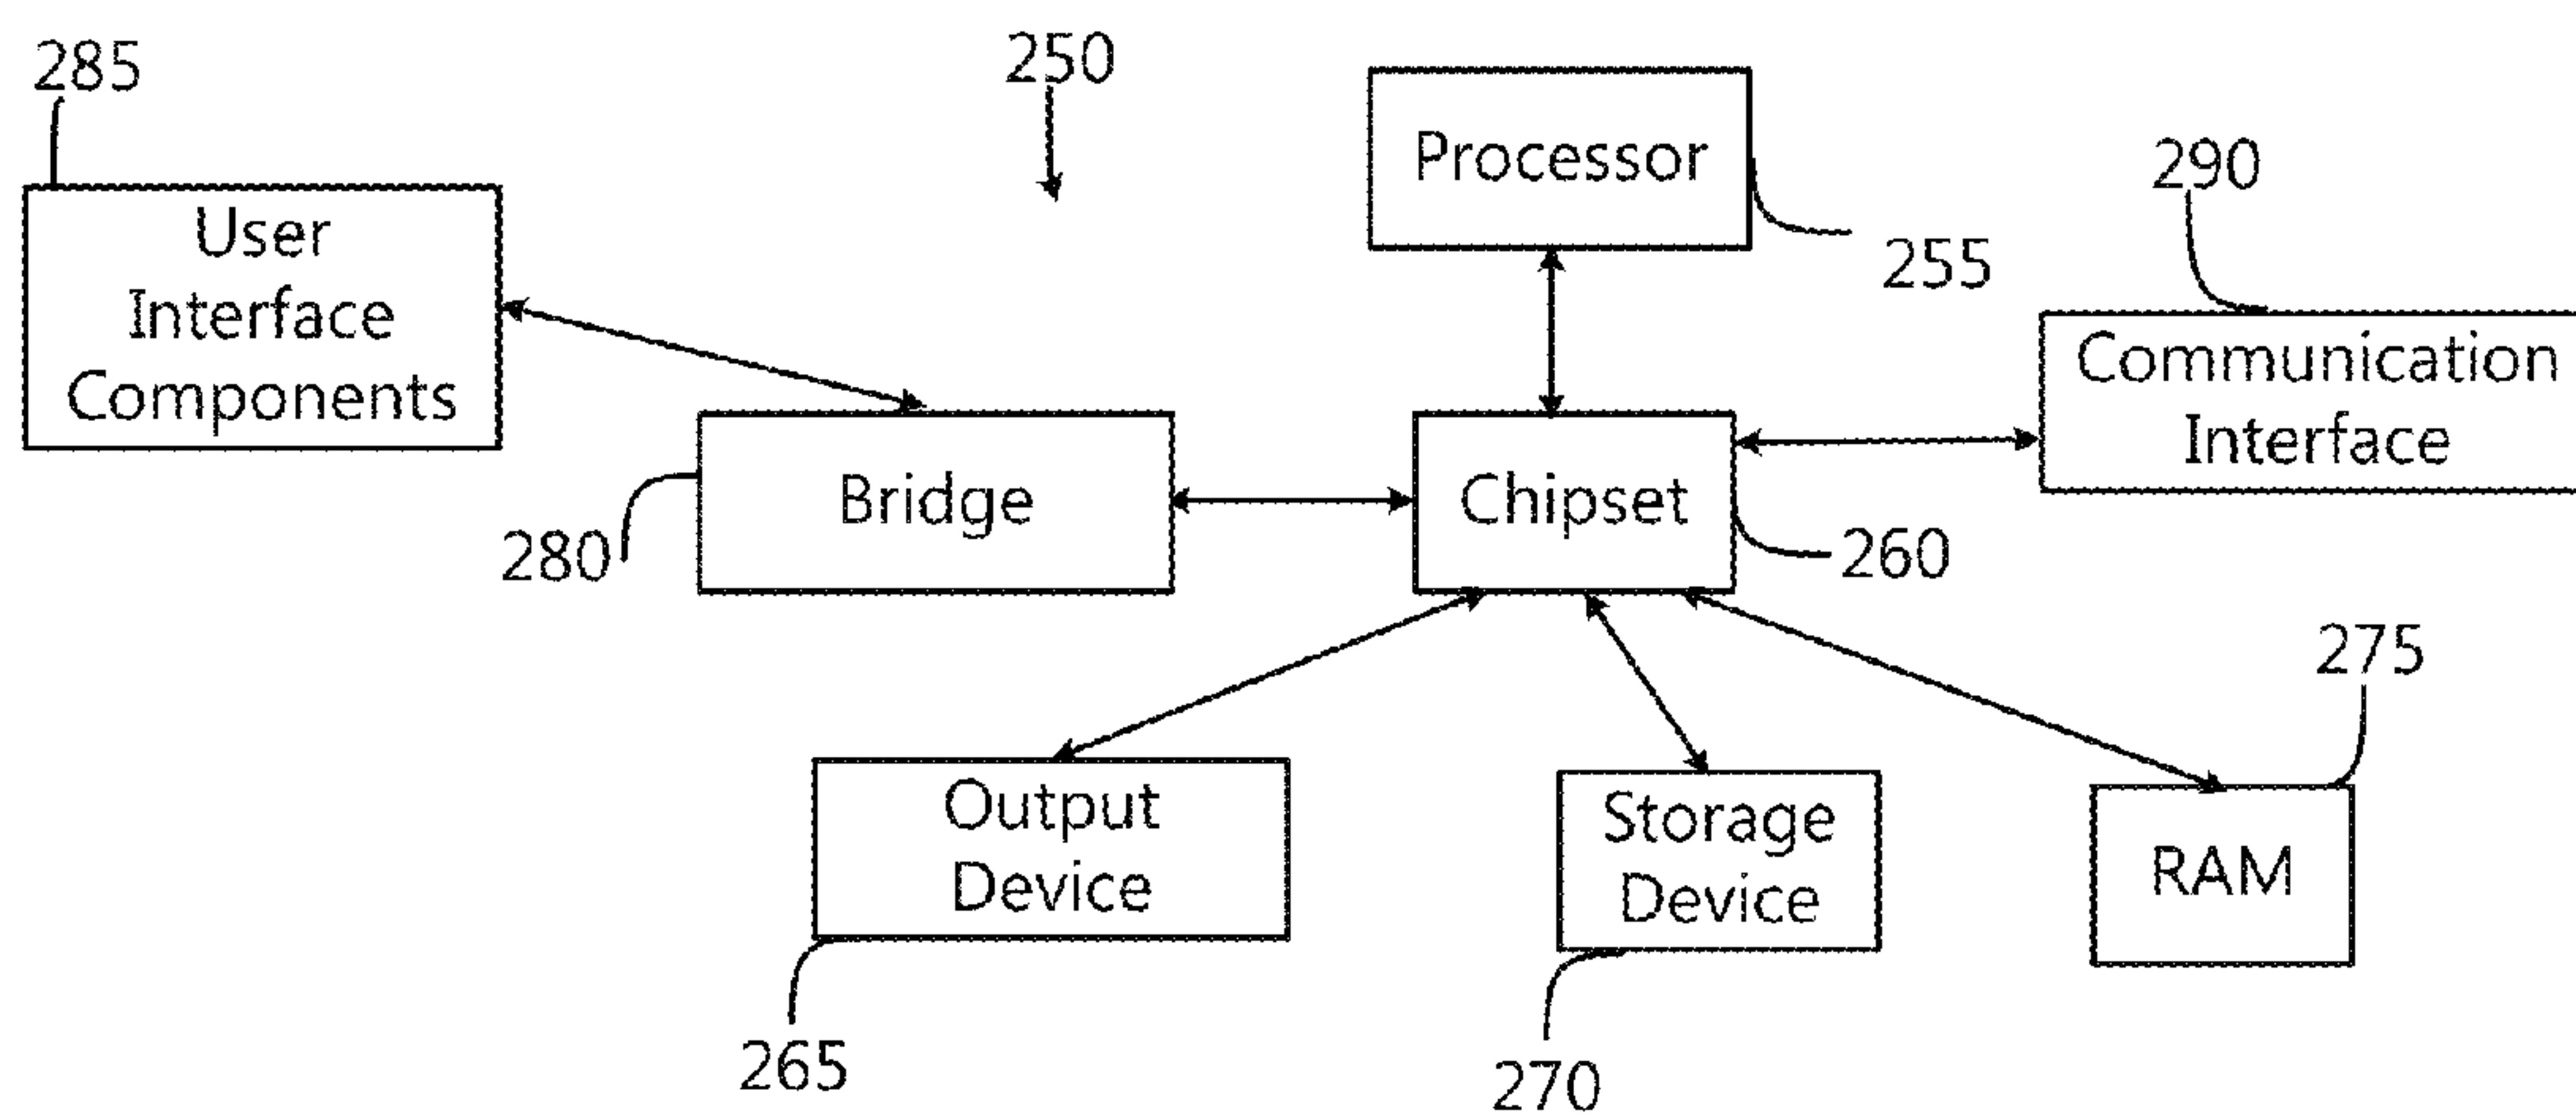 285
250
Processor
290
User
Interface
Components
255
Communication
Interface
Bridge
Chipset
280
260
275
Output
Device
Storage
Device
RAM
265
270